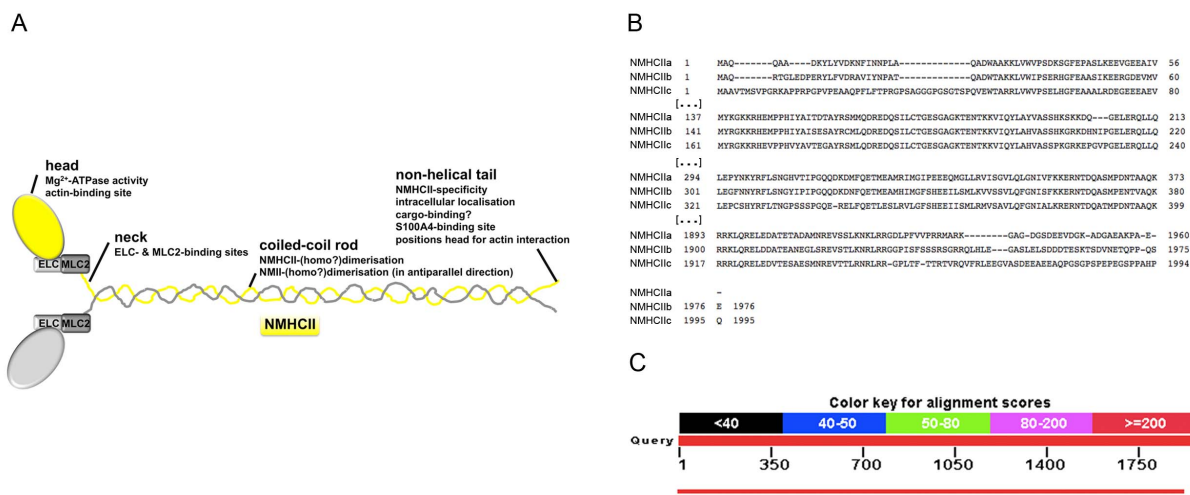 A
head
Mg²⁺-ATPase activity
actin-binding site
ELC MLC2
neck
ELC- & MLC2-binding sites
coiled-coil rod
NMHCII-(homo?)dimerisation
NMII-(homo?)dimerisation (in antiparallel direction)
non-helical tail
NMHCII-specificity
intracellular localisation
cargo-binding?
S100A4-binding site
positions head for actin interaction
NMHCII
ELC MLC2
B
NMHCIIa 1 MAQ-------QAA----DKYLYVDKNFINNPLA-------------QADWAAKKLVWVPSDKSGFEPASLKEEVGEEAIV 56
NMHCIIb 1 MAQ-------RTGLEDPERYLFVDRAVIYNPAT-------------QADWTAKKLVWIPSERHGFEAASIKEERGDEVMV 60
NMHCIIc 1 MAAVTMSVPGRKAPPRPGPVPEAAQPFLFTPRGPSAGGGPGSGTSPQVEWTARRLVWVPSELHGFEAAALRDEGEEEAEV 80
[...]
NMHCIIa 137 MYKGKKRHEMPPHIYAITDTAYRSMMQDREDQSILCTGESGAGKTENTKKVIQYLAYVASSHKSKKDQ---GELERQLLQ 213
NMHCIIb 141 MYRGKKRHEMPPHIYAISESAYRCMLQDREDQSILCTGESGAGKTENTKKVIQYLAHVASSHKGRKDHNIPGELERQLLQ 220
NMHCIIc 161 MYRGKKRHEVPPHVYAVTEGAYRSMLQDREDQSILCTGESGAGKTENTKKVIQYLAHVASSPKGRKEPGVPGELERQLLQ 240
[...]
NMHCIIa 294 LEPYNKYRFLSNGHVTIPGQQDKDMFQETMEAMRIMGIPEEEQMGLLRVISGVLQLGNIVFKKERNTDQASMPDNTAAQK 373
NMHCIIb 301 LEGFNNYRFLSNGYIPIPGQQDKDNFQETMEAMHIMGFSHEEILSMLKVVSSVLQFGNISFKKERNTDQASMPENTVAQK 380
NMHCIIc 321 LEPCSHYRFLTNGPSSSPGQE-RELFQETLESLRVLGFSHEEIISMLRMVSAVLQFGNIALKRERNTDQATMPDNTAAQK 399
[...]
NMHCIIa 1893 RRKLQRELEDATETADAMNREVSSLKNKLRRGDLPFVVPRRMARK--------GAG-DGSDEEVDGK-ADGAEAKPA-E- 1960
NMHCIIb 1900 RRKLQRELDDATEANEGLSREVSTLKNRLRRGGPISFSSSRSGRRQLHLE---GASLELSDDDTESKTSDVNETQPP-QS 1975
NMHCIIc 1917 RRRLQRELEDVTESAESMNREVTTLRNRLRR-GPLTF-TTRTVRQVFRLEEGVASDEEAEEAQPGSGPSPEPEGSPPAHP 1994
NMHCIIa -
NMHCIIb 1976 E 1976
NMHCIIc 1995 Q 1995
C
Color key for alignment scores
<40 40-50 50-80 80-200 >=200
Query
1 350 700 1050 1400 1750